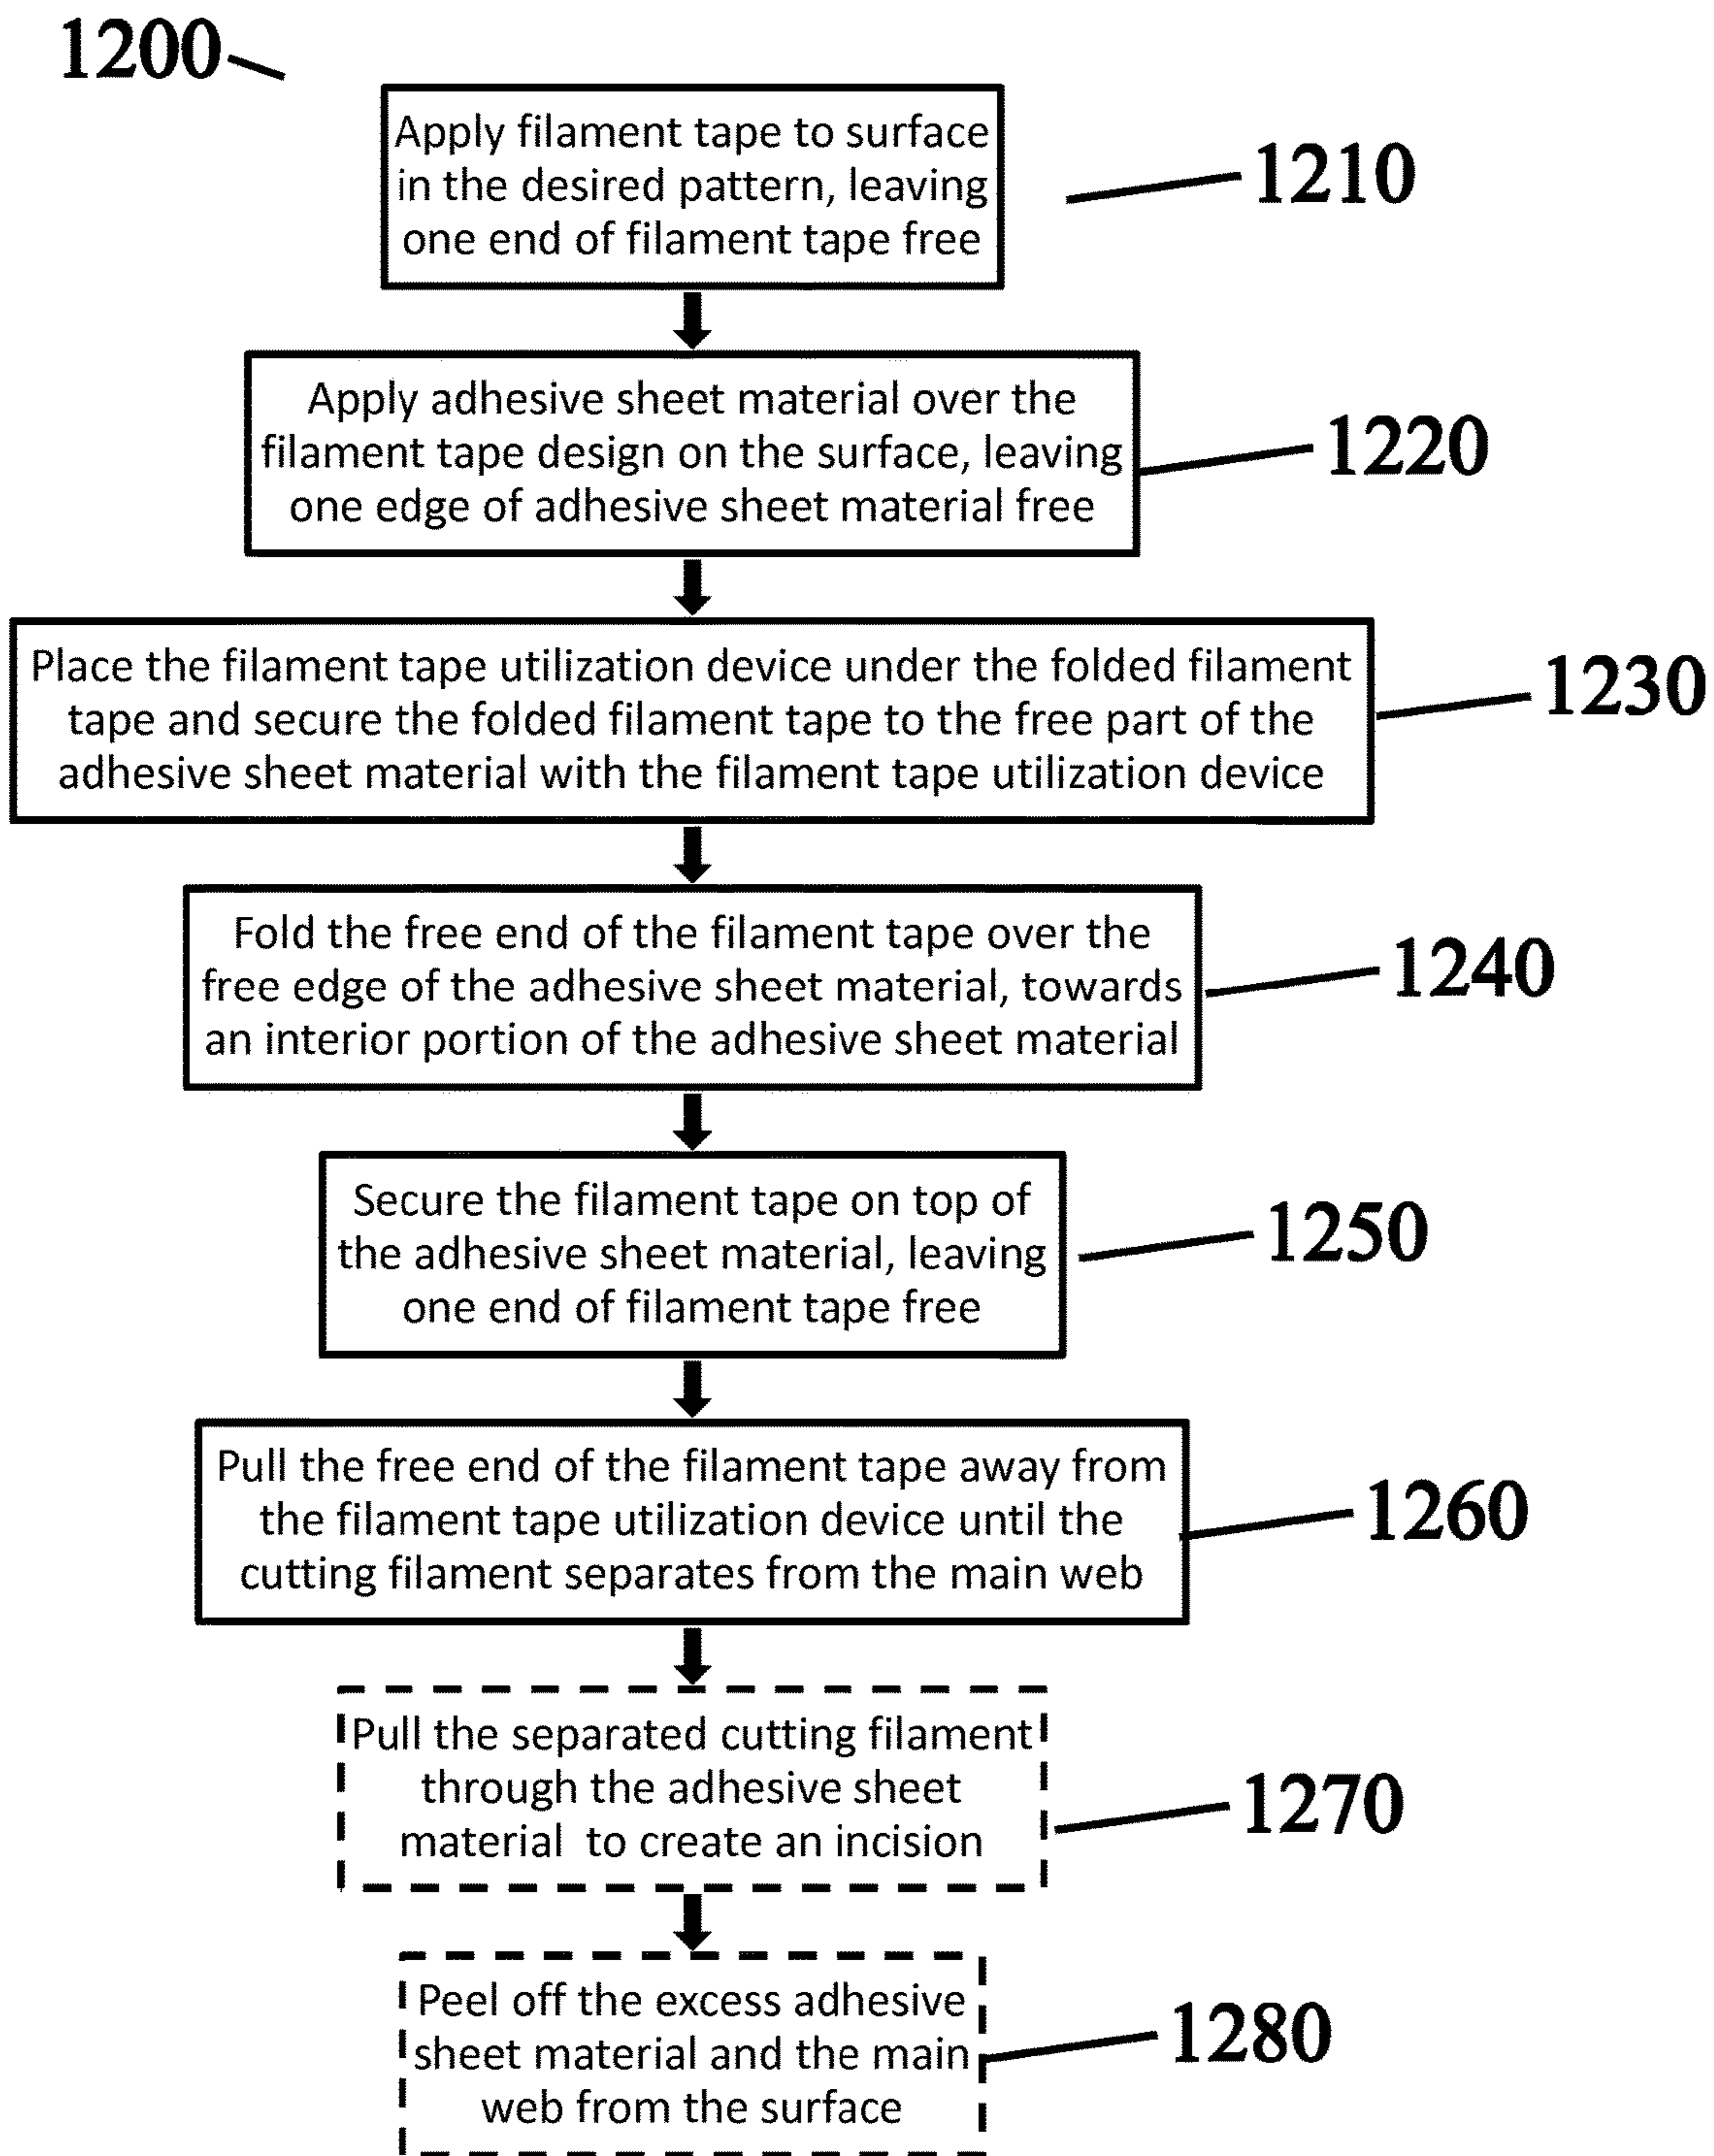 1200
Apply filament tape to surface
in the desired pattern, leaving
one end of filament tape free
1210
Apply adhesive sheet material over the
filament tape design on the surface, leaving
one edge of adhesive sheet material free
1220
Place the filament tape utilization device under the folded filament
tape and secure the folded filament tape to the free part of the
adhesive sheet material with the filament tape utilization device
1230
Fold the free end of the filament tape over the
free edge of the adhesive sheet material, towards
an interior portion of the adhesive sheet material
1240
Secure the filament tape on top of
the adhesive sheet material, leaving
one end of filament tape free
1250
Pull the free end of the filament tape away from
the filament tape utilization device until the
cutting filament separates from the main web
1260
Pull the separated cutting filament
through the adhesive sheet
material to create an incision
1270
Peel off the excess adhesive
sheet material and the main
web from the surface
1280